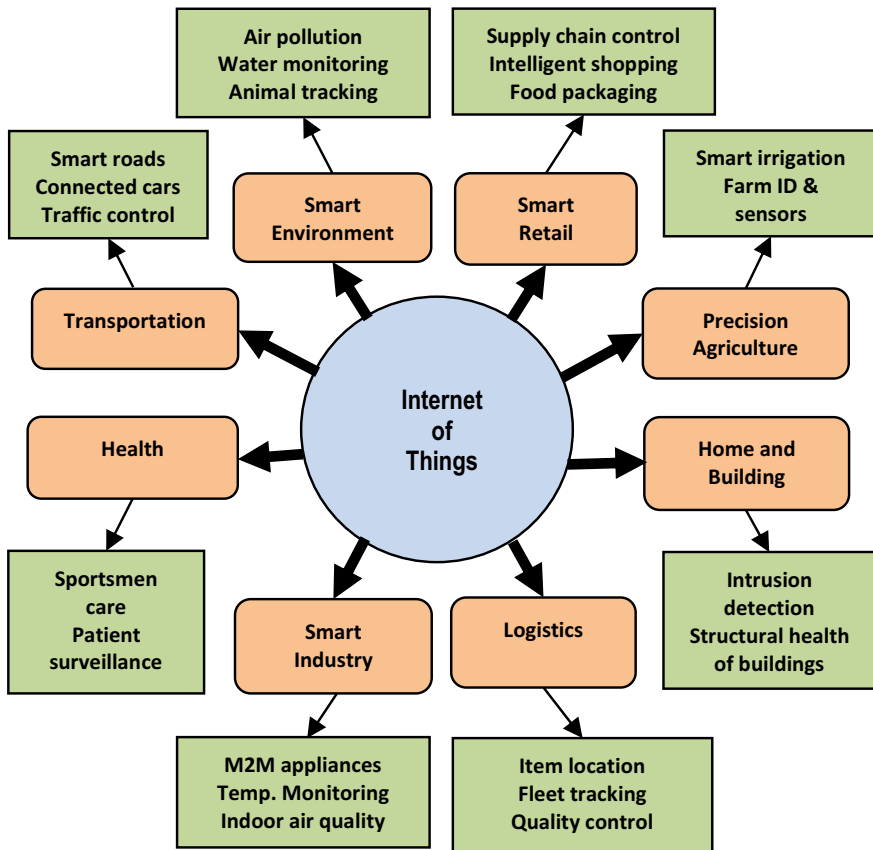 Air pollution
Water monitoring
Animal tracking
Supply chain control
Intelligent shopping
Food packaging
Smart roads
Connected cars
Traffic control
Smart irrigation
Farm ID &
sensors
Smart
Environment
Smart
Retail
Transportation
Precision
Agriculture
Internet
of
Things
Health
Home and
Building
Sportsmen
care
Patient
surveillance
Intrusion
detection
Structural health
of buildings
Smart
Industry
Logistics
M2M appliances
Temp. Monitoring
Indoor air quality
Item location
Fleet tracking
Quality control